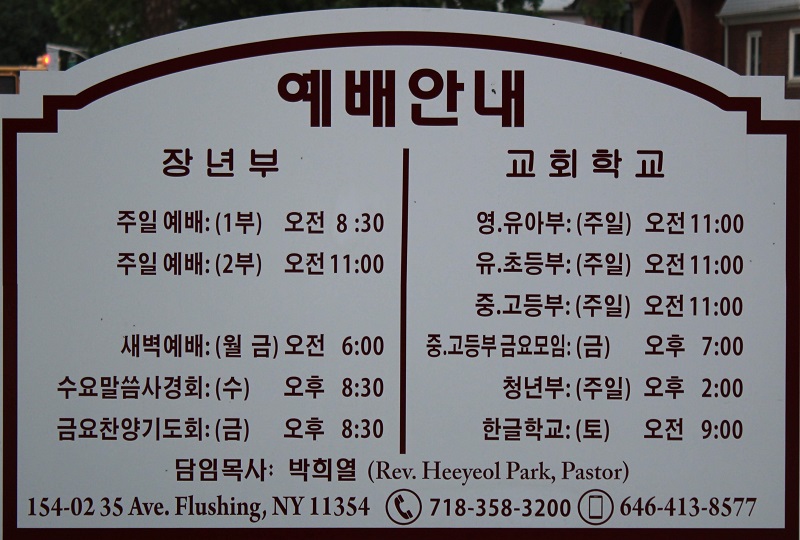 예배안내
장년부
주일 예배: (1부) 오전 8 :30
주일 예배: (2부) 오전 11:00
새벽예배: (월 금) 오전 6:00
수요말씀사경회: (수) 오후 8:30
금요찬양기도회: (금) 오후 8:30
교회학교
영.유아부: (주일) 오전 11:00
유.초등부: (주일) 오전 11:00
중.고등부: (주일) 오전 11:00
중.고등부 금요모임: (금) 오후 7:00
청년부: (주일) 오후 2:00
한글학교: (토) 오전 9:00
담임목사: 박희열 (Rev. Heeyeol Park, Pastor)
154-02 35 Ave. Flushing, NY 11354 718-358-3200 646-413-8577